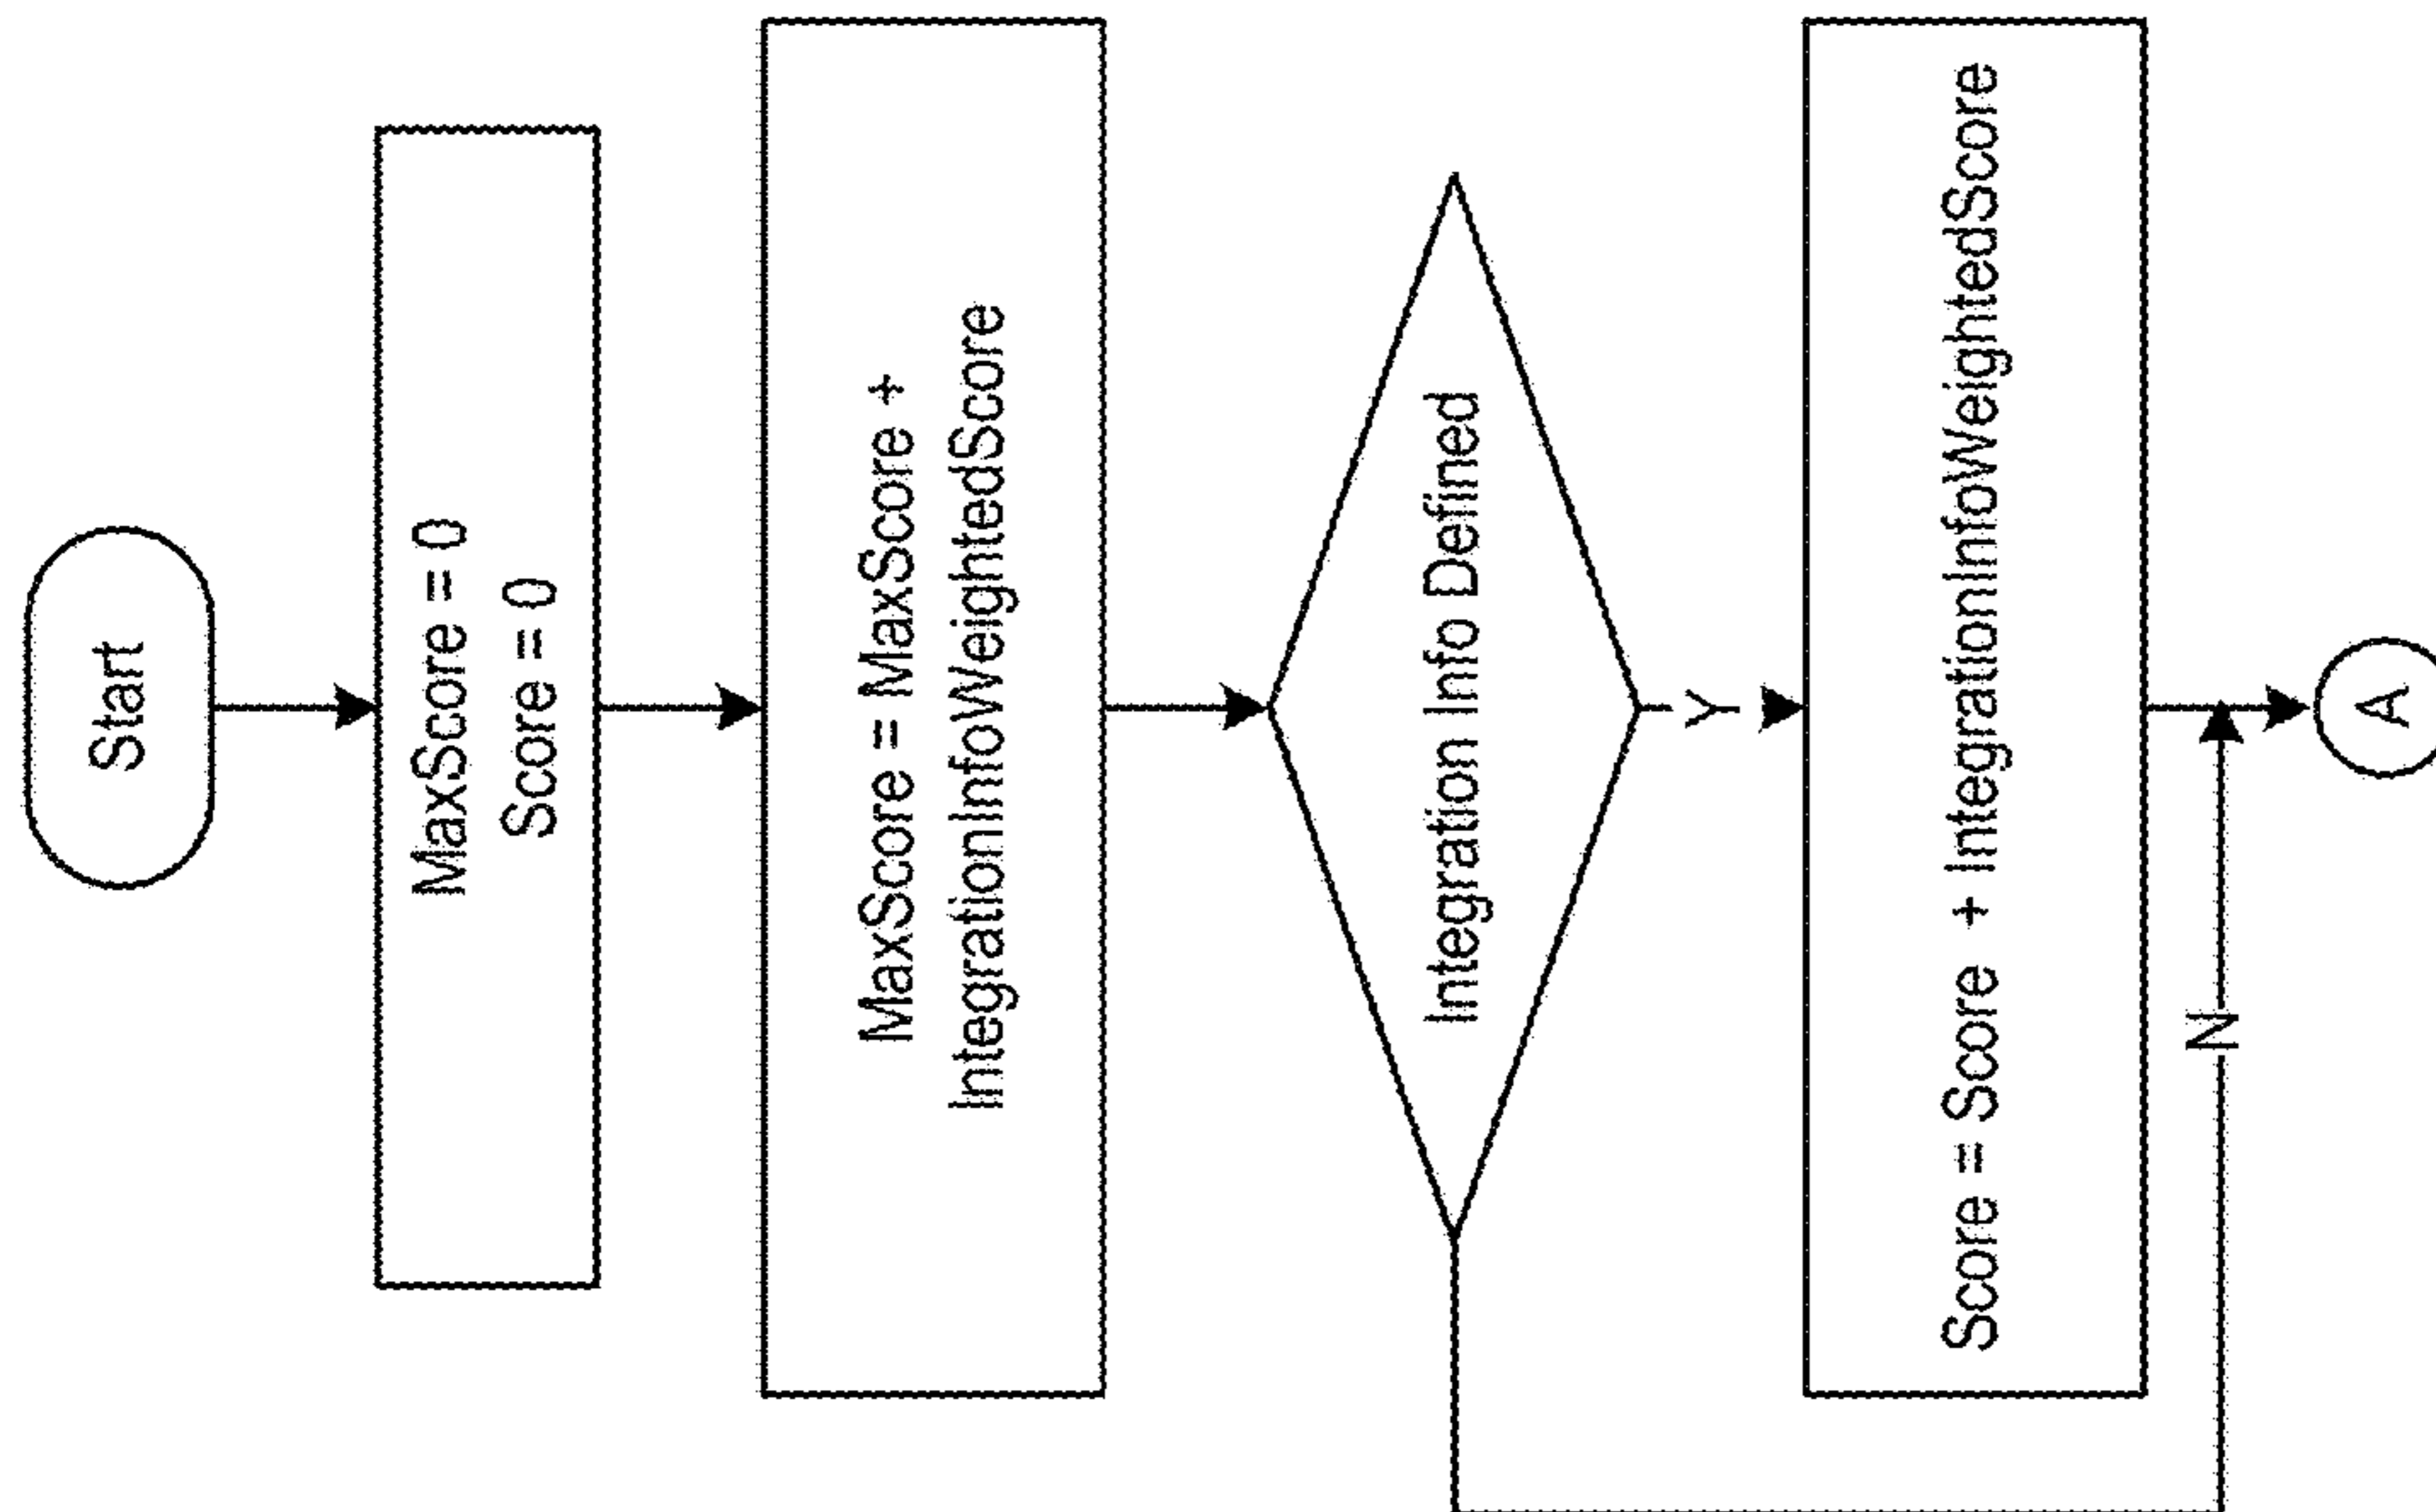 Start
MaxScore = 0
Score = 0
MaxScore = MaxScore +
IntegrationInfoWeightedScore
Integration Info Defined
Y
Score = Score + IntegrationInfoWeightedScore
N
A